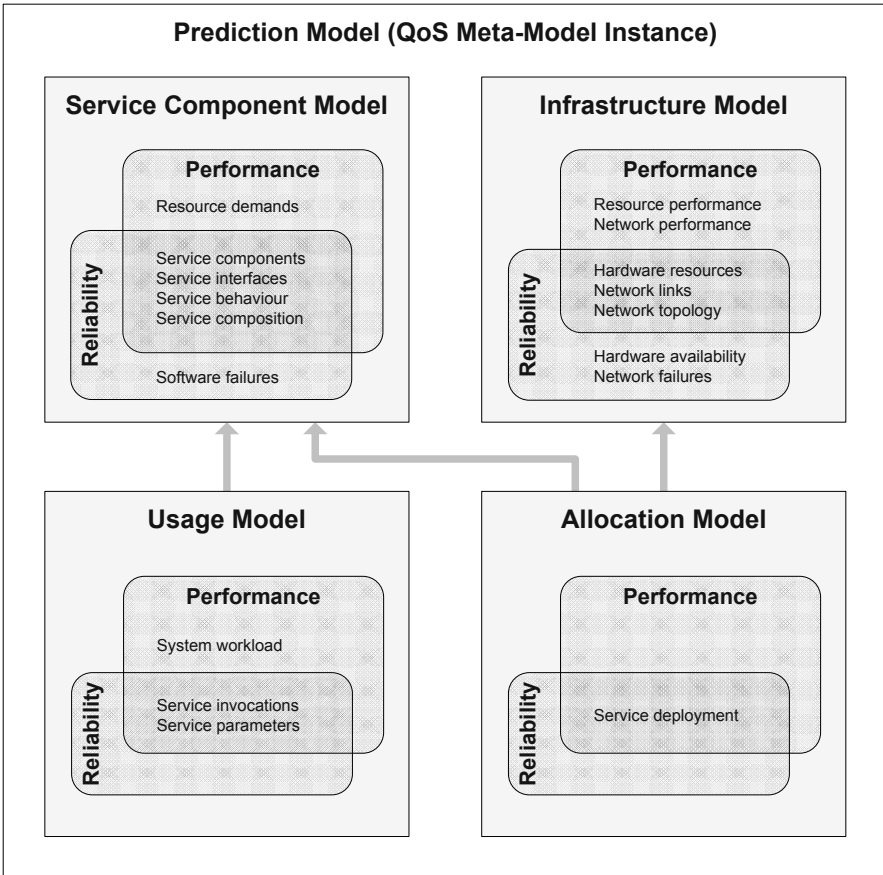 Prediction Model (QoS Meta-Model Instance)
Service Component Model
Performance
Resource demands
Reliability
Service components
Service interfaces
Service behaviour
Service composition
Software failures
Infrastructure Model
Performance
Resource performance
Network performance
Reliability
Hardware resources
Network links
Network topology
Hardware availability
Network failures
Usage Model
Performance
System workload
Reliability
Service invocations
Service parameters
Allocation Model
Performance
Reliability
Service deployment